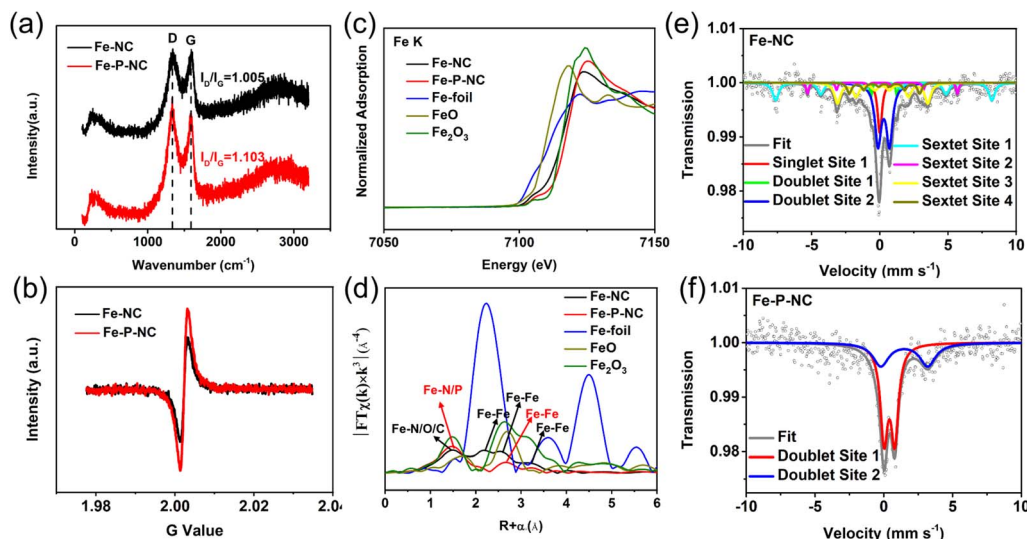 (a)
Fe-NC
Fe-P-NC
D
G
I_D/I_G=1.005
I_D/I_G=1.103
Intensity(a.u.)
0
1000
2000
3000
Wavenumber (cm⁻¹)
(b)
Fe-NC
Fe-P-NC
Intensity (a.u.)
1.98
2.00
2.02
2.04
G Value
(c)
Fe K
Fe-NC
Fe-P-NC
Fe-foil
FeO
Fe₂O₃
Normalized Adsorption
7050
7100
7150
Energy (eV)
(d)
Fe-NC
Fe-P-NC
Fe-foil
FeO
Fe₂O₃
Fe-N/P
Fe-Fe
Fe-Fe
Fe-Fe
Fe-N/O/C
Fe-Fe
|FTχ(k)×k³|(Å⁻⁴)
0
1
2
3
4
5
6
R+α(Å)
(e)
Fe-NC
1.01
1.00
0.99
0.98
Transmission
Fit
Singlet Site 1
Doublet Site 1
Doublet Site 2
Sextet Site 1
Sextet Site 2
Sextet Site 3
Sextet Site 4
-10
-5
0
5
10
Velocity (mm s⁻¹)
(f)
Fe-P-NC
1.01
1.00
0.99
0.98
Transmission
Fit
Doublet Site 1
Doublet Site 2
-10
-5
0
5
10
Velocity (mm s⁻¹)